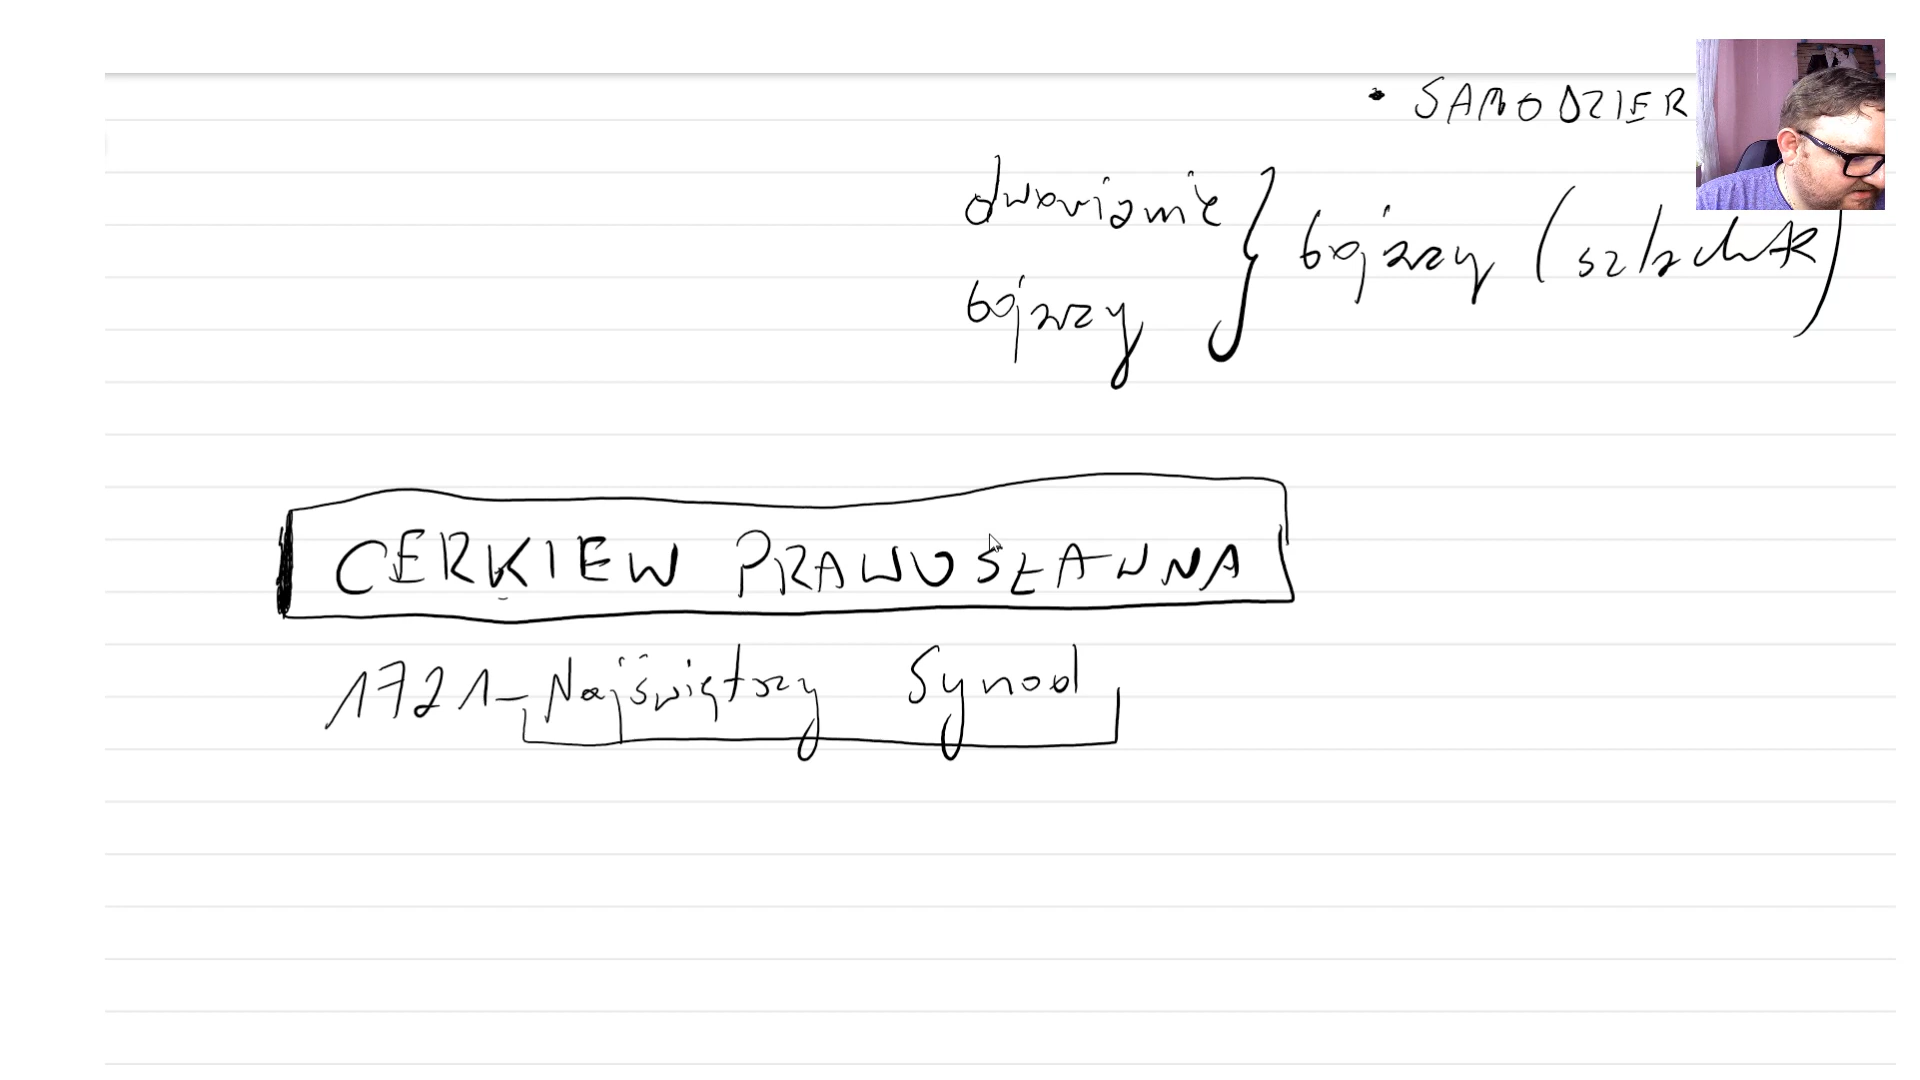 • SAMODZIER
dworianie
bojarzy } bojarzy (szlachta)
CERKIEW PRAWOSŁAWNA
1721-Najświętszy Synod